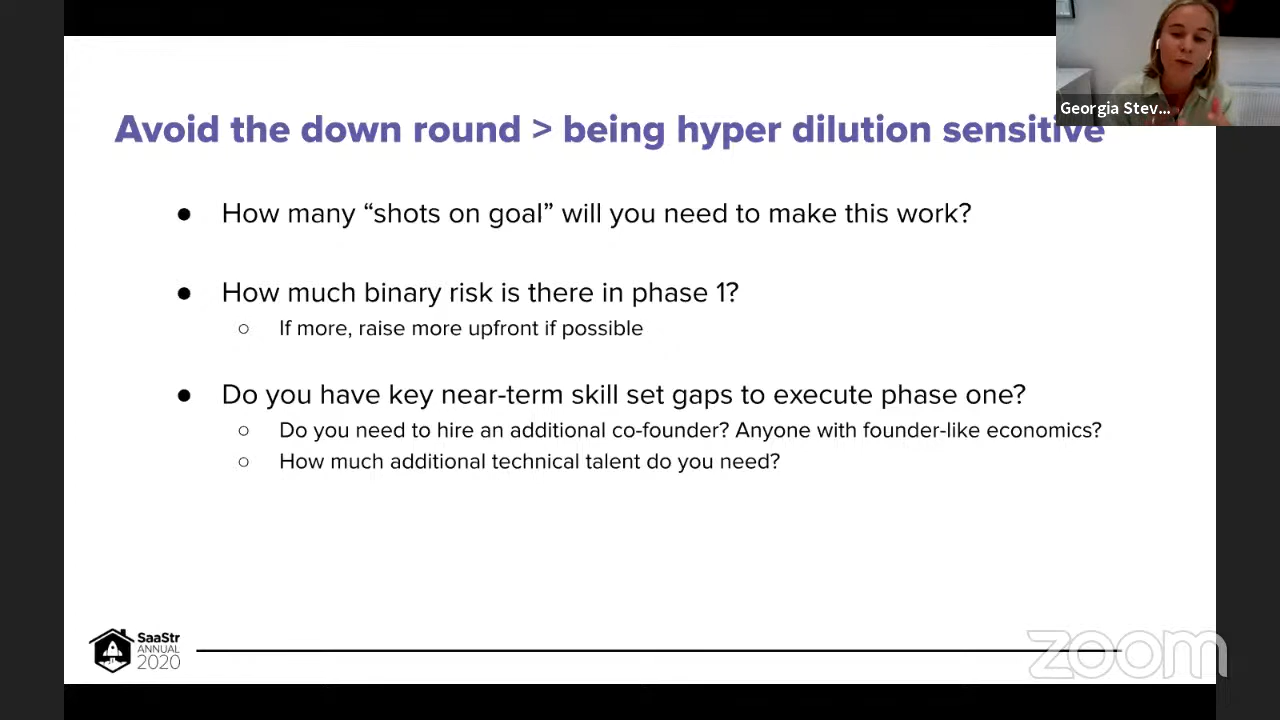 Georgia Stev...
Avoid the down round > being hyper dilution sensitive
● How many “shots on goal” will you need to make this work?
● How much binary risk is there in phase 1?
○ If more, raise more upfront if possible
● Do you have key near-term skill set gaps to execute phase one?
○ Do you need to hire an additional co-founder? Anyone with founder-like economics?
○ How much additional technical talent do you need?
SaaStr
ANNUAL
2020
zoom